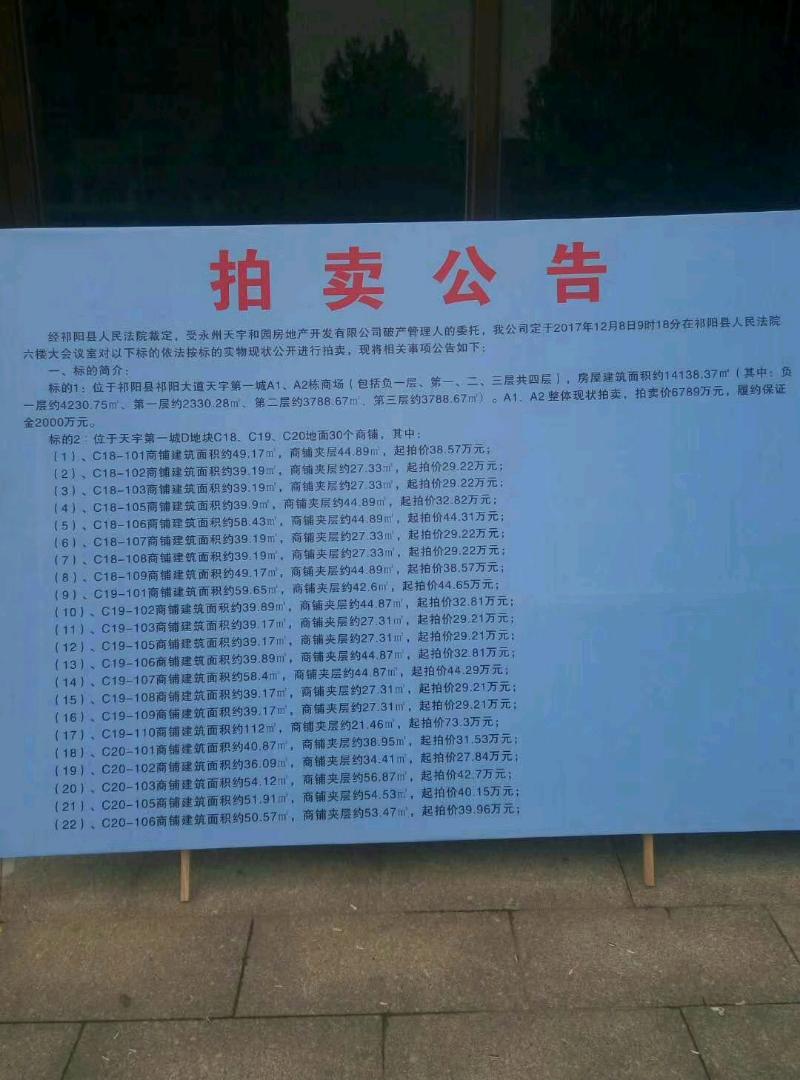 拍卖公告
经祁阳县人民法院裁定，受永州天宇和园房地产开发有限公司破产管理人的委托，我公司定于2017年12月8日9时18分在祁阳县人民法院
六楼大会议室对以下标的依法按标的实物现状公开进行拍卖，现将相关事项公告如下：
一、标的简介：
标的1：位于祁阳县祁阳大道天宇第一城A1、A2栋商场（包括负一层、第一、二、三层共四层），房屋建筑面积约14138.37㎡（其中：负
一层约4230.75㎡、第一层约2330.28㎡、第二层约3788.67㎡、第三层约3788.67㎡）。A1、A2整体现状拍卖，拍卖价6789万元，履约保证
金2000万元。
标的2：位于天宇第一城D地块C18、C19、C20地面30个商铺，其中：
（1）、C18-101商铺建筑面积约49.17㎡，商铺夹层44.89㎡，起拍价38.57万元；
（2）、C18-102商铺建筑面积约39.19㎡，商铺夹层约27.33㎡，起拍价29.22万元；
（3）、C18-103商铺建筑面积约39.19㎡，商铺夹层约27.33㎡，起拍价29.22万元；
（4）、C18-105商铺建筑面积约39.9㎡，商铺夹层约44.89㎡，起拍价32.82万元；
（5）、C18-106商铺建筑面积约58.43㎡，商铺夹层约44.89㎡，起拍价44.31万元；
（6）、C18-107商铺建筑面积约39.19㎡，商铺夹层约27.33㎡，起拍价29.22万元；
（7）、C18-108商铺建筑面积约39.19㎡，商铺夹层约27.33㎡，起拍价29.22万元；
（8）、C18-109商铺建筑面积约49.17㎡，商铺夹层约44.89㎡，起拍价38.57万元；
（9）、C19-101商铺建筑面积约59.65㎡，商铺夹层约42.6㎡，起拍价44.65万元；
（10）、C19-102商铺建筑面积约39.89㎡，商铺夹层约44.87㎡，起拍价32.81万元；
（11）、C19-103商铺建筑面积约39.17㎡，商铺夹层约27.31㎡，起拍价29.21万元；
（12）、C19-105商铺建筑面积约39.17㎡，商铺夹层约27.31㎡，起拍价29.21万元；
（13）、C19-106商铺建筑面积约39.89㎡，商铺夹层约44.87㎡，起拍价32.81万元；
（14）、C19-107商铺建筑面积约58.4㎡，商铺夹层约44.87㎡，起拍价44.29万元；
（15）、C19-108商铺建筑面积约39.17㎡，商铺夹层约27.31㎡，起拍价29.21万元；
（16）、C19-109商铺建筑面积约39.17㎡，商铺夹层约27.31㎡，起拍价29.21万元；
（17）、C19-110商铺建筑面积约112㎡，商铺夹层约21.46㎡，起拍价73.3万元；
（18）、C20-101商铺建筑面积约40.87㎡，商铺夹层约38.95㎡，起拍价31.53万元；
（19）、C20-102商铺建筑面积约36.09㎡，商铺夹层约34.41㎡，起拍价27.84万元；
（20）、C20-103商铺建筑面积约54.12㎡，商铺夹层约56.87㎡，起拍价42.7万元；
（21）、C20-105商铺建筑面积约51.91㎡，商铺夹层约54.53㎡，起拍价40.15万元；
（22）、C20-106商铺建筑面积约50.57㎡，商铺夹层约53.47㎡，起拍价39.96万元；